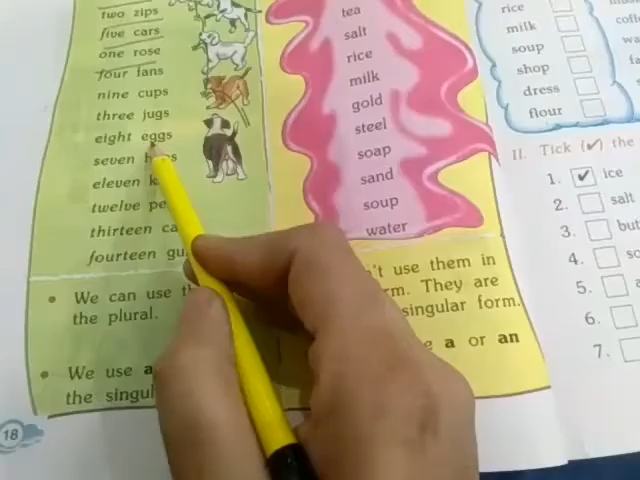 two zips
five cars
one rose
four fans
nine cups
three jugs
eight eggs
seven
eleven
twelve
thirteen
fourteen
We can use
the plural.
We use a
the singul
18
tea
salt
rice
milk
gold
steel
soap
sand
soup
water
't use them in
rm. They are
singular form.
a or an
rice
milk
soup
shop
dress
flour
II. Tick (✓) the
1. ✔ ice
2. salt
3. but
4.
5.
6.
7.